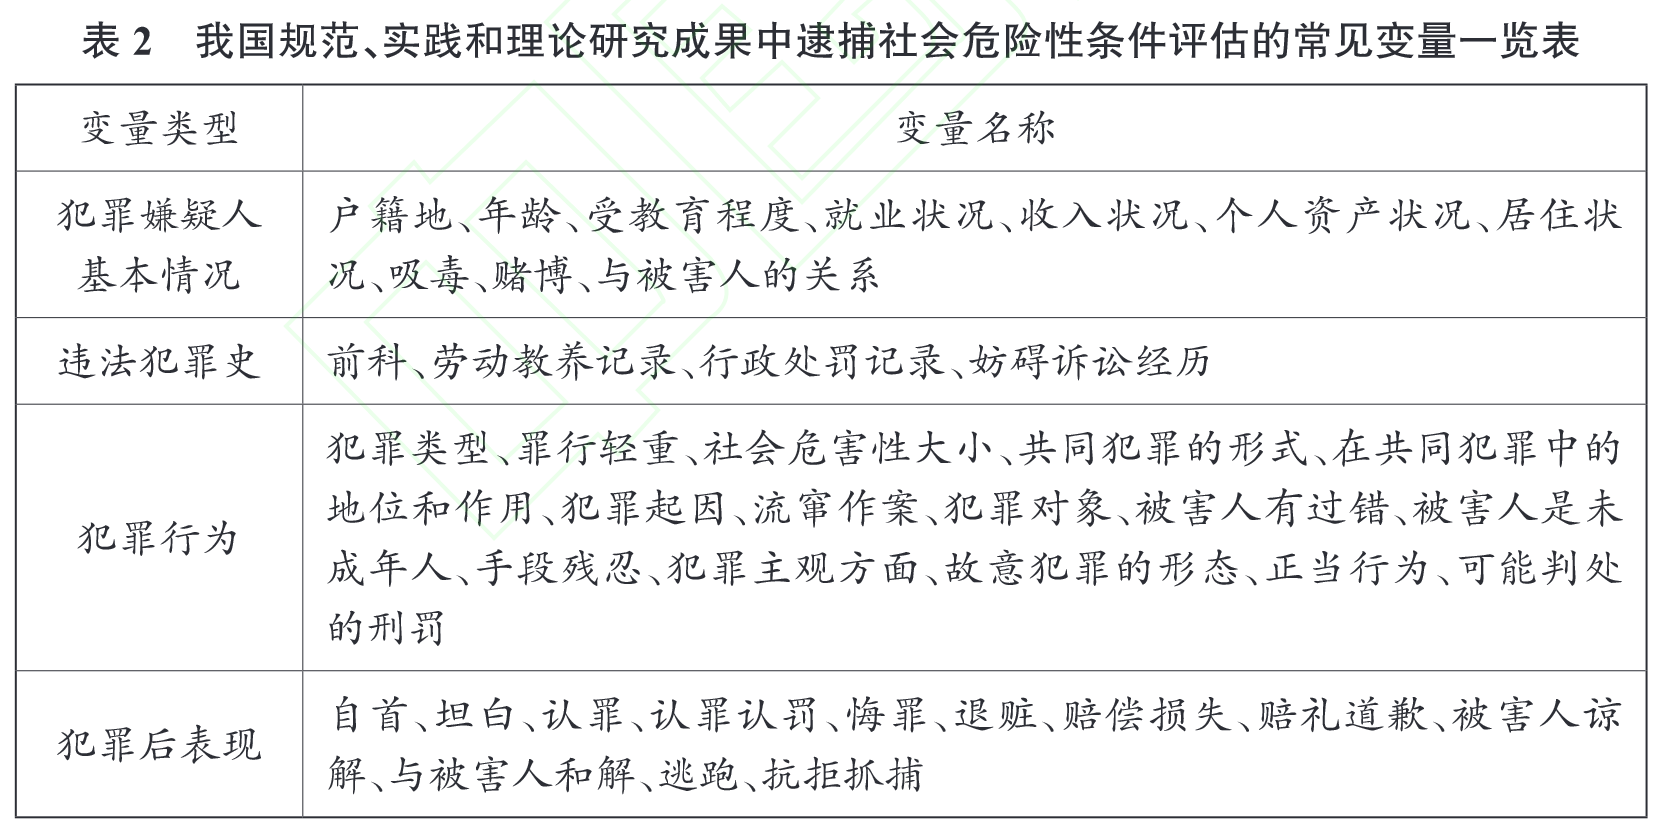 表 2 我国规范、实践和理论研究成果中逮捕社会危险性条件评估的常见变量一览表
变量类型
变量名称
犯罪嫌疑人
基本情况
户籍地、年龄、受教育程度、就业状况、收入状况、个人资产状况、居住状
况、吸毒、赌博、与被害人的关系
违法犯罪史
前科、劳动教养记录、行政处罚记录、妨碍诉讼经历
犯罪行为
犯罪类型、罪行轻重、社会危害性大小、共同犯罪的形式、在共同犯罪中的
地位和作用、犯罪起因、流窜作案、犯罪对象、被害人有过错、被害人是未
成年人、手段残忍、犯罪主观方面、故意犯罪的形态、正当行为、可能判处
的刑罚
犯罪后表现
自首、坦白、认罪、认罪认罚、悔罪、退赃、赔偿损失、赔礼道歉、被害人谅
解、与被害人和解、逃跑、抗拒抓捕